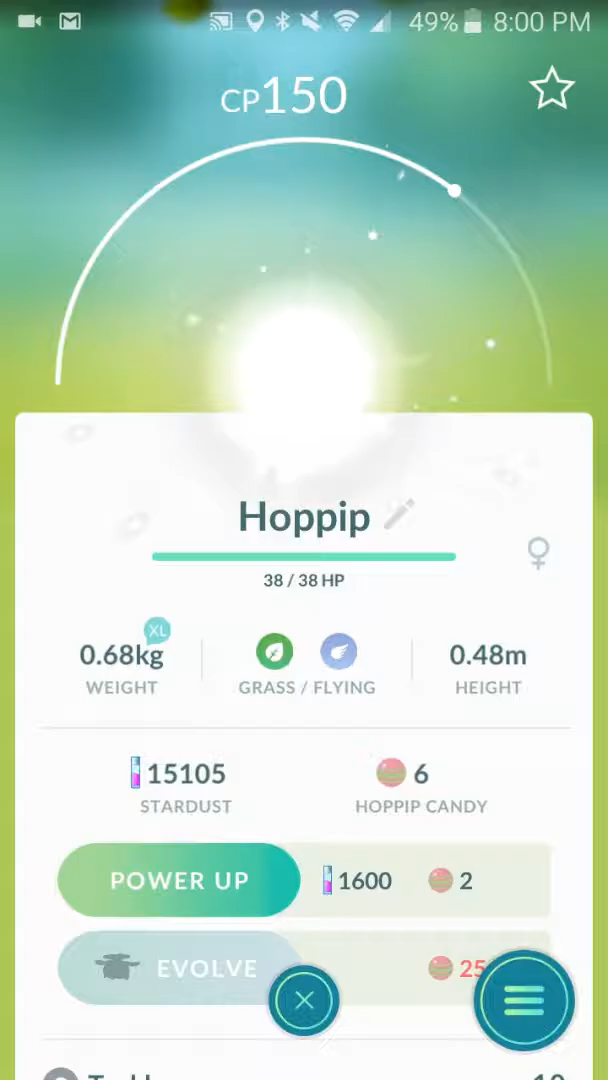 49% 8:00 PM
CP150
Hoppip
38 / 38 HP
XL
0.68kg
WEIGHT
GRASS / FLYING
0.48m
HEIGHT
15105
STARDUST
6
HOPPIP CANDY
POWER UP 1600 2
EVOLVE 25